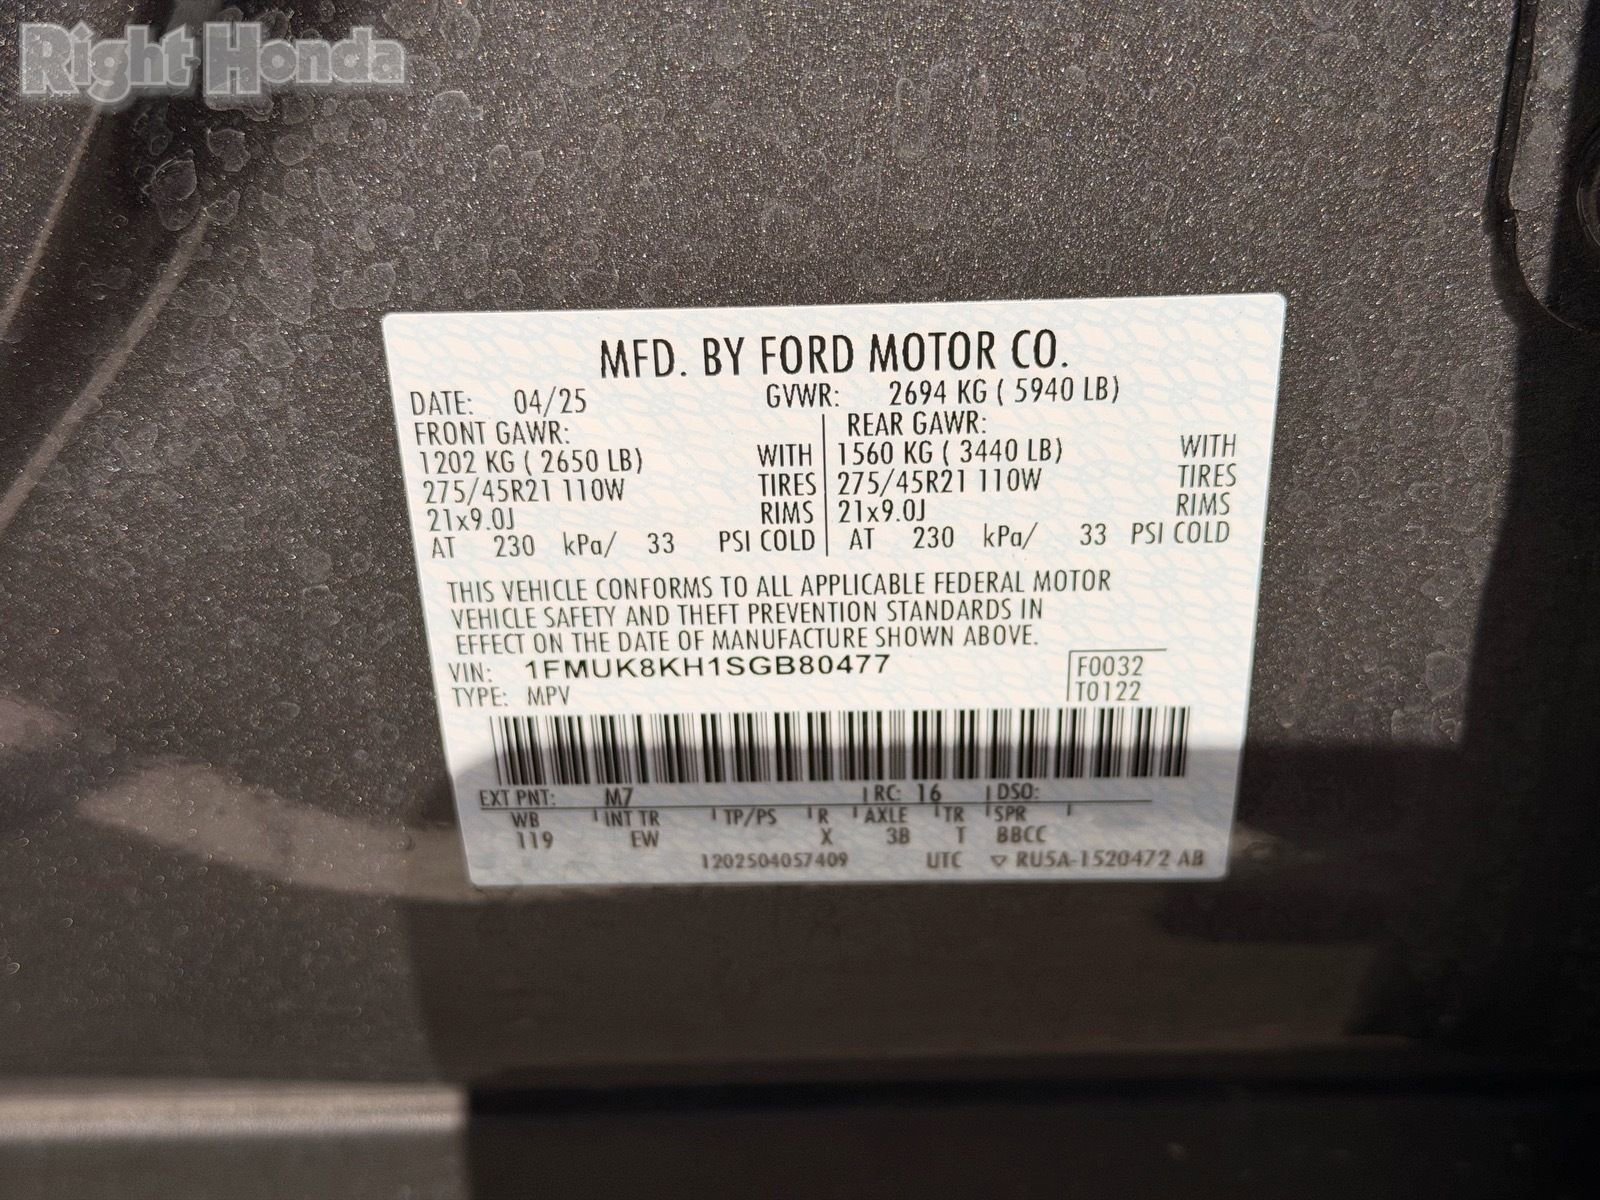 Right Honda
MFD. BY FORD MOTOR CO.
DATE: 04/25 GVWR: 2694 KG ( 5940 LB)
FRONT GAWR: REAR GAWR:
1202 KG ( 2650 LB) WITH 1560 KG ( 3440 LB) WITH
275/45R21 110W TIRES 275/45R21 110W TIRES
21x9.0J RIMS 21x9.0J RIMS
AT 230 kPa/ 33 PSI COLD AT 230 kPa/ 33 PSI COLD
THIS VEHICLE CONFORMS TO ALL APPLICABLE FEDERAL MOTOR
VEHICLE SAFETY AND THEFT PREVENTION STANDARDS IN
EFFECT ON THE DATE OF MANUFACTURE SHOWN ABOVE.
VIN: 1FMUK8KH1SGB80477 F0032
TYPE: MPV T0122
EXT PNT: M7 RC: 16 DSO:
WB INT TR TP/PS R AXLE TR SPR
119 EW X 3B T BBCC
1202504057409 UTC ▽ RU5A-1520472 AB